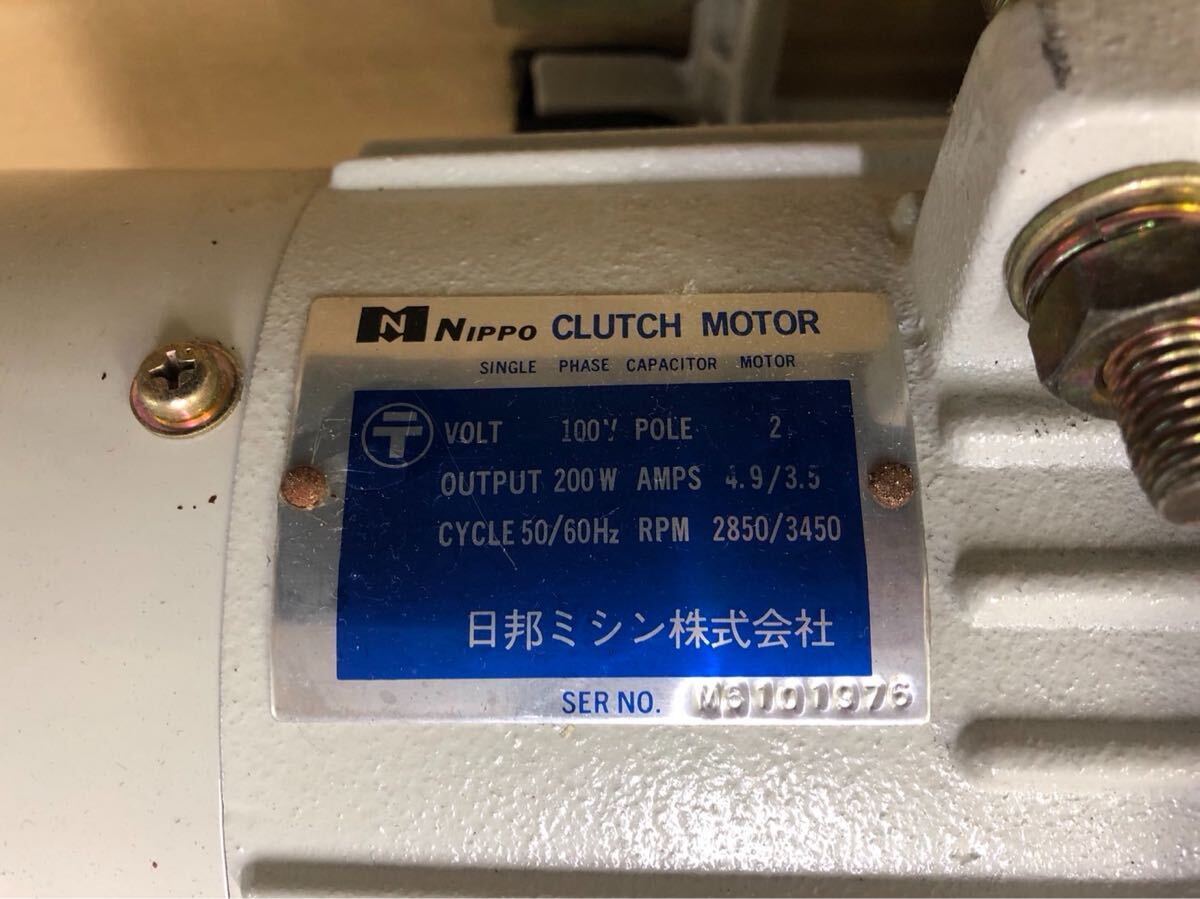 N NIPPO CLUTCH MOTOR
SINGLE PHASE CAPACITOR MOTOR
〒 VOLT 100V POLE 2
OUTPUT 200W AMPS 4.9/3.5
CYCLE 50/60Hz RPM 2850/3450
日邦ミシン株式会社
SER NO. M6101976